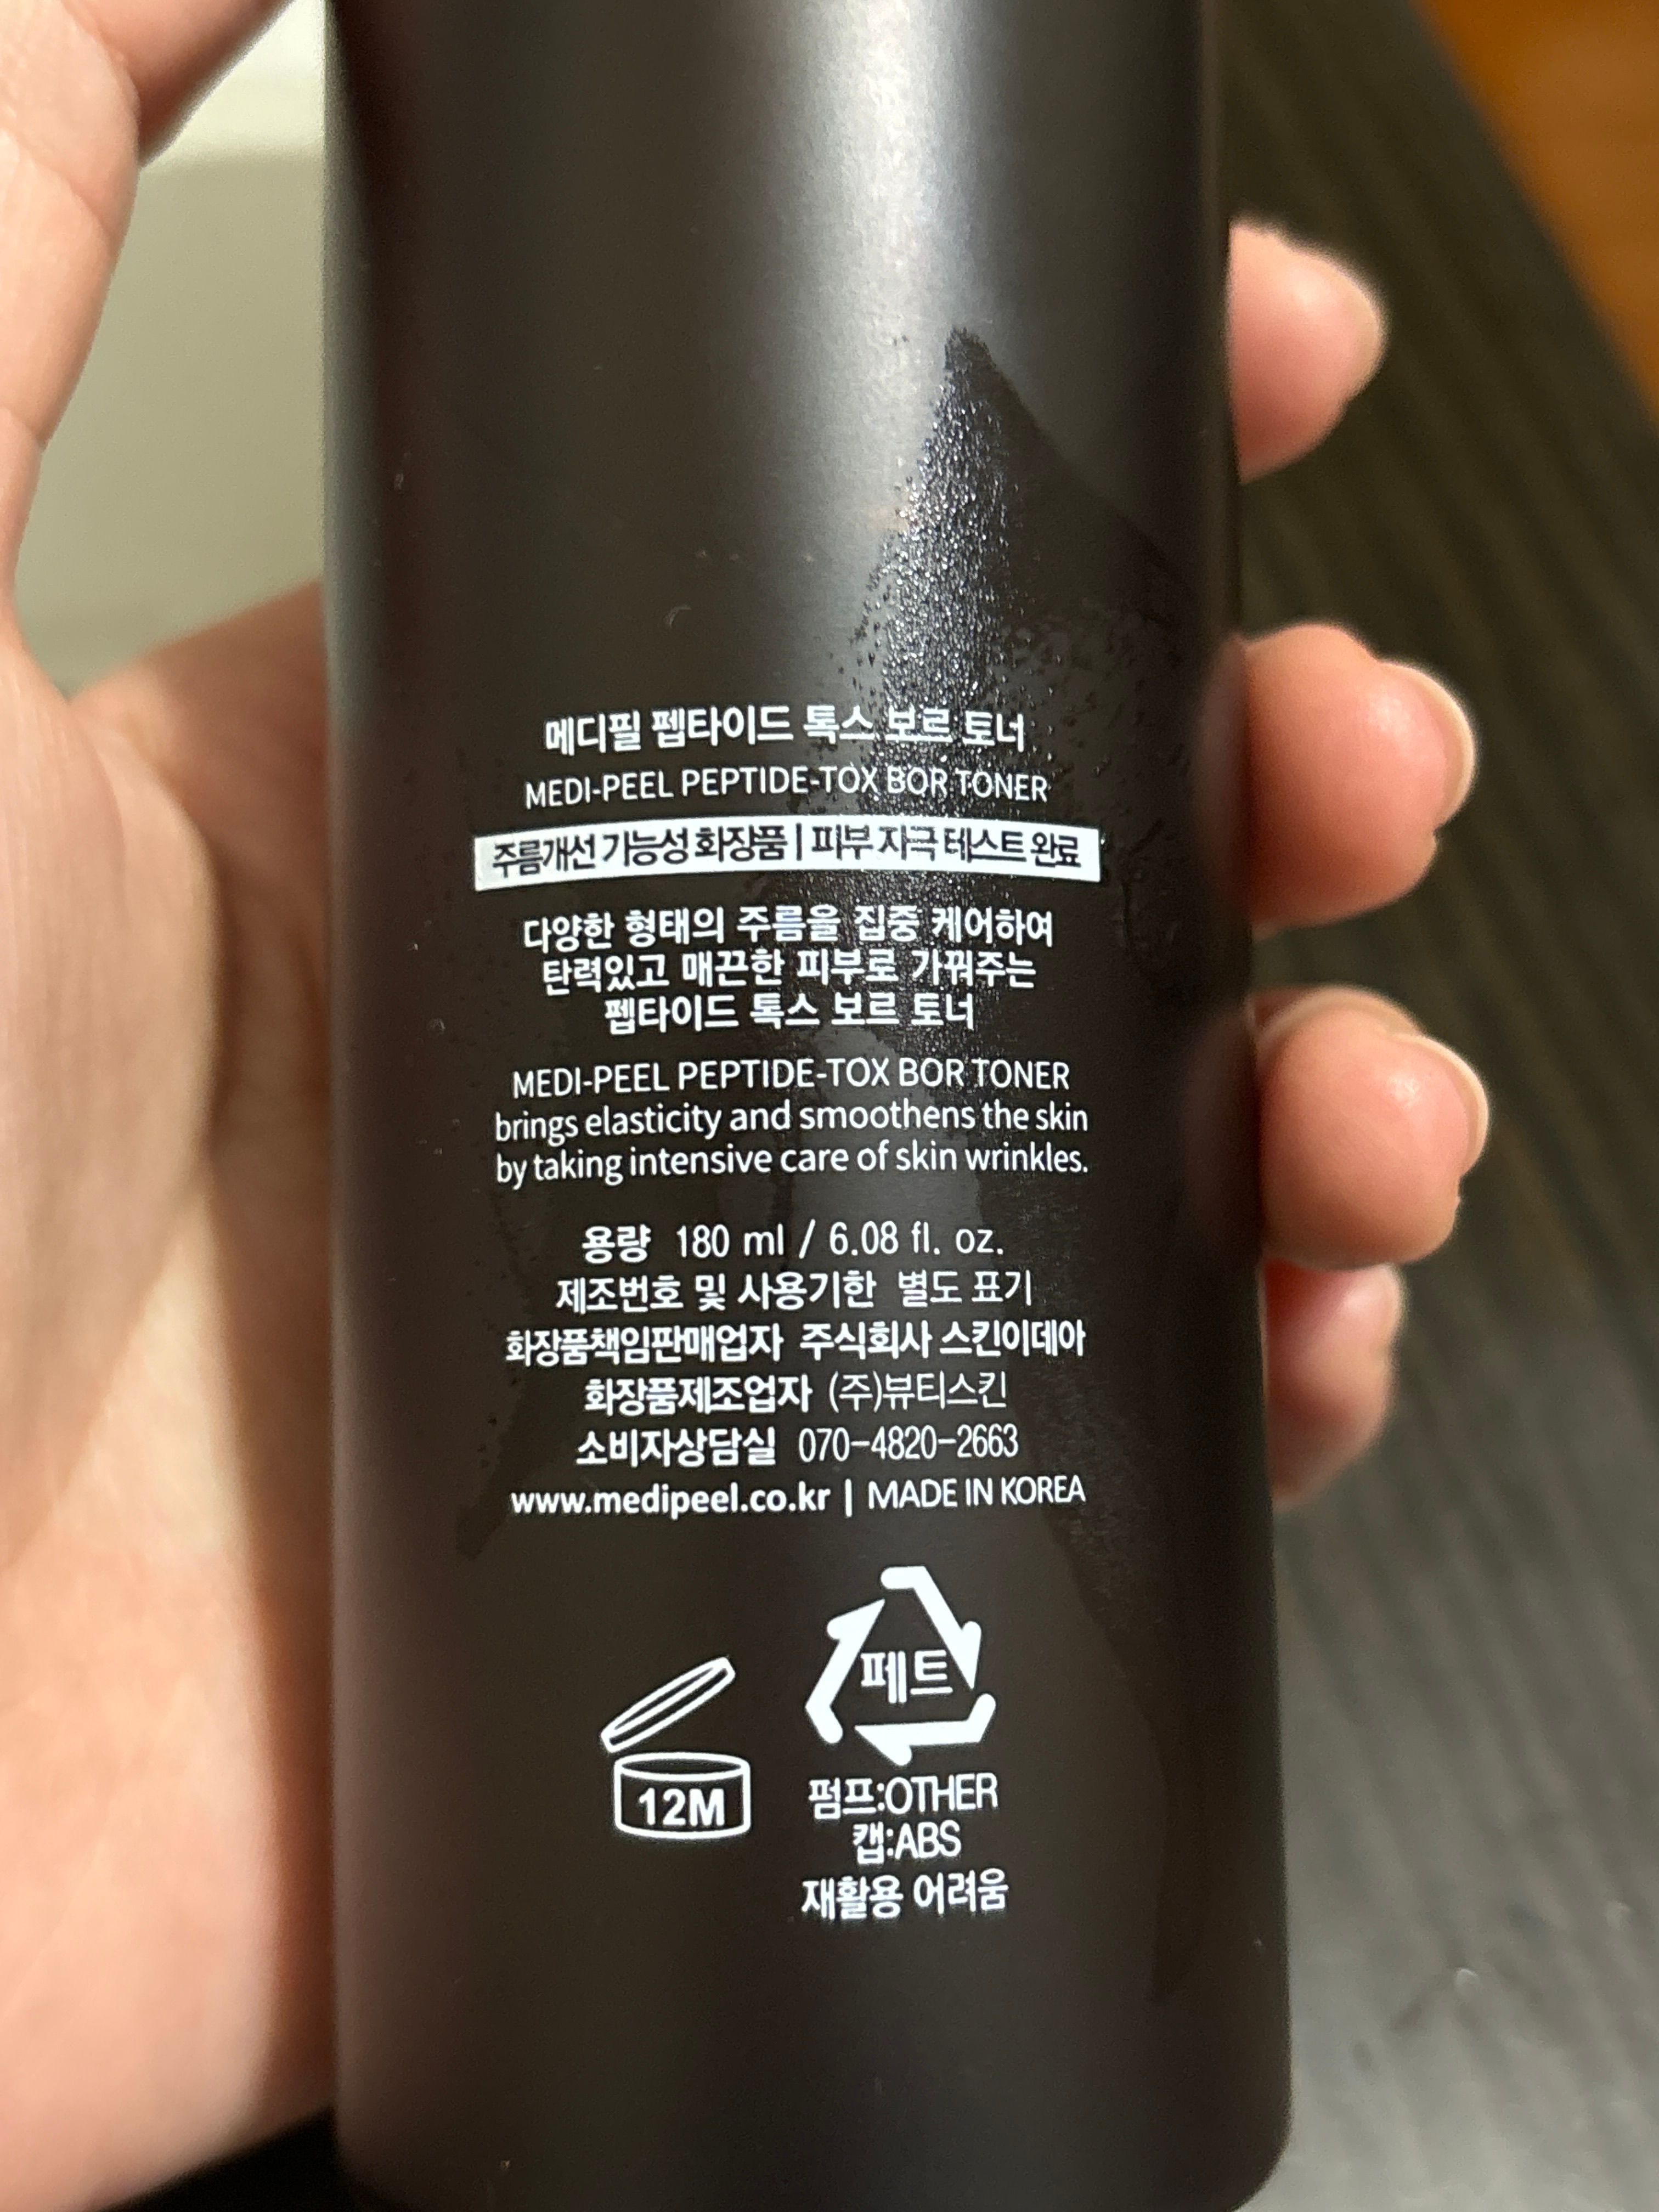 메디필 펩타이드 톡스 보르 토너
MEDI-PEEL PEPTIDE-TOX BOR TONER
주름개선 기능성 화장품 | 피부 자극 테스트 완료
다양한 형태의 주름을 집중 케어하여
탄력있고 매끈한 피부로 가꿔주는
펩타이드 톡스 보르 토너
MEDI-PEEL PEPTIDE-TOX BOR TONER
brings elasticity and smoothens the skin
by taking intensive care of skin wrinkles.
용량 180 ml / 6.08 fl. oz.
제조번호 및 사용기한 별도 표기
화장품책임판매업자 주식회사 스킨이데아
화장품제조업자 (주)뷰티스킨
소비자상담실 070-4820-2663
www.medipeel.co.kr | MADE IN KOREA
12M
페트
펌프:OTHER
캡:ABS
재활용 어려움